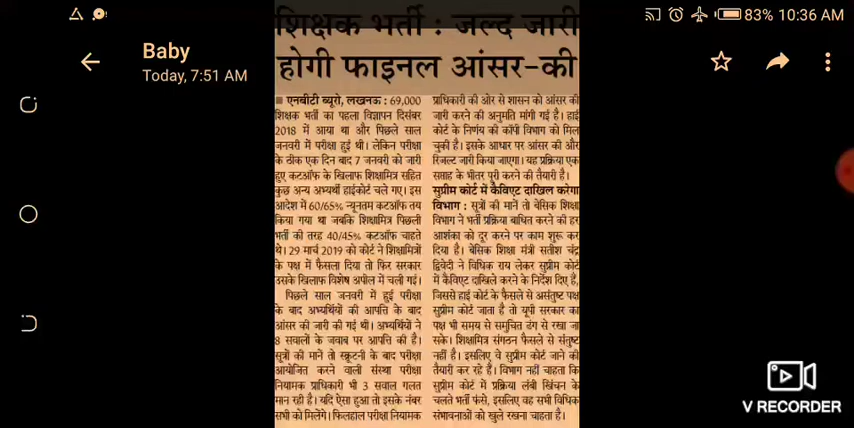 83% 10:36 AM
Baby
Today, 7:51 AM
शिक्षक भर्ती : जल्द जारी
होगी फाइनल आंसर-की
■ एनबीटी ब्यूरो, लखनऊ : 69,000
शिक्षक भर्ती का पहला विज्ञापन दिसंबर
2018 में आया था और पिछले साल
जनवरी में परीक्षा हुई थी। लेकिन परीक्षा
के ठीक एक दिन बाद 7 जनवरी को जारी
हुए कटऑफ के खिलाफ शिक्षामित्र सहित
कुछ अन्य अभ्यर्थी हाईकोर्ट चले गए। इस
आदेश में 60/65% न्यूनतम कटऑफ तय
किया गया था जबकि शिक्षामित्र पिछली
भर्ती की तरह 40/45% कटऑफ चाहते
थे। 29 मार्च 2019 को कोर्ट ने शिक्षामित्रों
के पक्ष में फैसला दिया तो फिर सरकार
उसके खिलाफ विशेष अपील में चली गई।
पिछले साल जनवरी में हुई परीक्षा
के बाद अभ्यर्थियों की आपत्ति के बाद
आंसर की जारी की गई थी। अभ्यर्थियों ने
8 सवालों के जवाब पर आपत्ति की है।
सूत्रों की मानें तो स्क्रूटनी के बाद परीक्षा
आयोजित करने वाली संस्था परीक्षा
नियामक प्राधिकारी भी 3 सवाल गलत
मान रही है। यदि ऐसा हुआ तो इसके नंबर
सभी को मिलेंगे। फिलहाल परीक्षा नियामक
प्राधिकारी की ओर से शासन को आंसर की
जारी करने की अनुमति मांगी गई है। हाई
कोर्ट के निर्णय की कॉपी विभाग को मिल
चुकी है। इसके आधार पर आंसर की और
रिजल्ट जारी किया जाएगा। यह प्रक्रिया एक
सप्ताह के भीतर पूरी करने की तैयारी है।
सुप्रीम कोर्ट में कैविएट दाखिल करेगा
विभाग : सूत्रों की मानें तो बेसिक शिक्षा
विभाग ने भर्ती प्रक्रिया बाधित करने की हर
आशंका को दूर करने पर काम शुरू कर
दिया है। बेसिक शिक्षा मंत्री सतीश चंद्र
द्विवेदी ने विधिक राय लेकर सुप्रीम कोर्ट
में कैविएट दाखिले करने के निर्देश दिए हैं,
जिससे हाई कोर्ट के फैसले से असंतुष्ट पक्ष
सुप्रीम कोर्ट जाता है तो यूपी सरकार का
पक्ष भी समय से समुचित ढंग से रखा जा
सके। शिक्षामित्र संगठन फैसले से संतुष्ट
नहीं है। इसलिए वे सुप्रीम कोर्ट जाने की
तैयारी कर रहे हैं। विभाग नहीं चाहता कि
सुप्रीम कोर्ट में प्रक्रिया लंबी खिंचन के
चलते भर्ती फंसे, इसलिए वह सभी विधिक
संभावनाओं को खुले रखना चाहता है।
V RECORDER